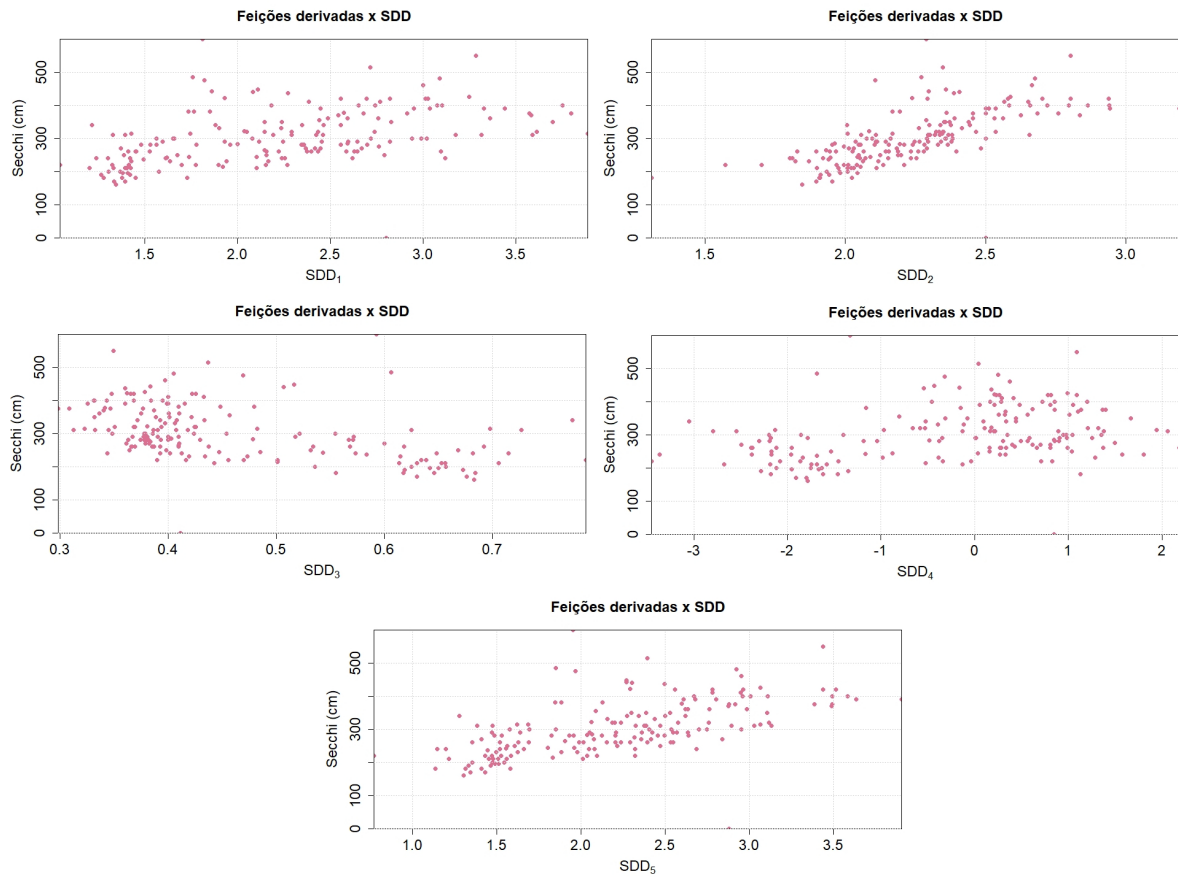 Feições derivadas x SDD
Feições derivadas x SDD
Secchi (cm)
500
300
100
0
1.5 2.0 2.5 3.0 3.5
SDD₁
Secchi (cm)
500
300
100
0
1.5 2.0 2.5 3.0
SDD₂
Feições derivadas x SDD
Feições derivadas x SDD
Secchi (cm)
500
300
100
0
0.3 0.4 0.5 0.6 0.7
SDD₃
Secchi (cm)
500
300
100
0
-3 -2 -1 0 1 2
SDD₄
Feições derivadas x SDD
Secchi (cm)
500
300
100
0
1.0 1.5 2.0 2.5 3.0 3.5
SDD₅